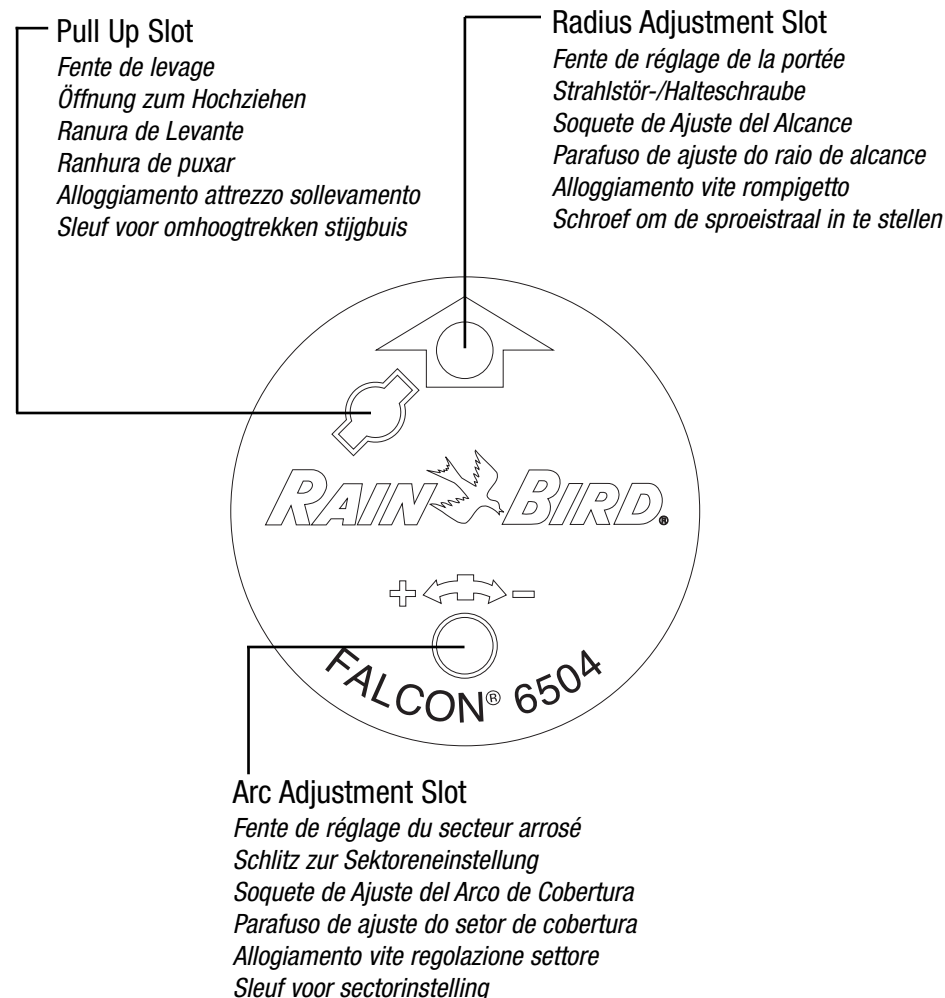 Pull Up Slot
Fente de levage
Öffnung zum Hochziehen
Ranura de Levante
Ranhura de puxar
Alloggiamento attrezzo sollevamento
Sleuf voor omhoogtrekken stijgbuis
Radius Adjustment Slot
Fente de réglage de la portée
Strahlstör-/Halteschraube
Soquete de Ajuste del Alcance
Parafuso de ajuste do raio de alcance
Alloggiamento vite rompigetto
Schroef om de sproeistraal in te stellen
RAIN BIRD®
+ -
FALCON® 6504
Arc Adjustment Slot
Fente de réglage du secteur arrosé
Schlitz zur Sektoreneinstellung
Soquete de Ajuste del Arco de Cobertura
Parafuso de ajuste do setor de cobertura
Allogiamento vite regolazione settore
Sleuf voor sectorinstelling